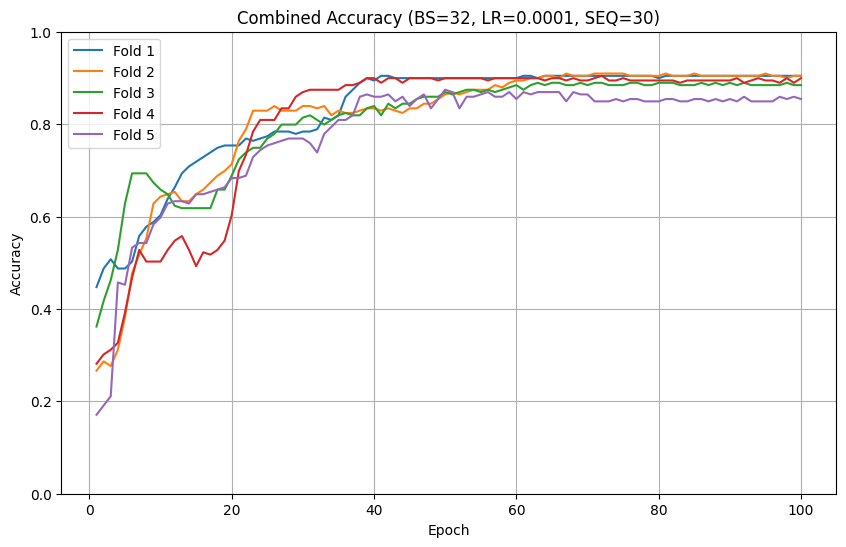 Combined Accuracy (BS=32, LR=0.0001, SEQ=30)
Fold 1
Fold 2
Fold 3
Fold 4
Fold 5
Accuracy
1.0
0.8
0.6
0.4
0.2
0.0
0 20 40 60 80 100
Epoch